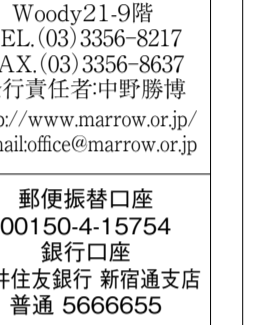 Woody21-9階
EL.(03)3356-8217
AX.(03)3356-8637
行責任者:中野勝博
://www.marrow.or.jp/
ail:office@marrow.or.jp
郵便振替口座
00150-4-15754
銀行口座
井住友銀行 新宿通支店
普通 5666655